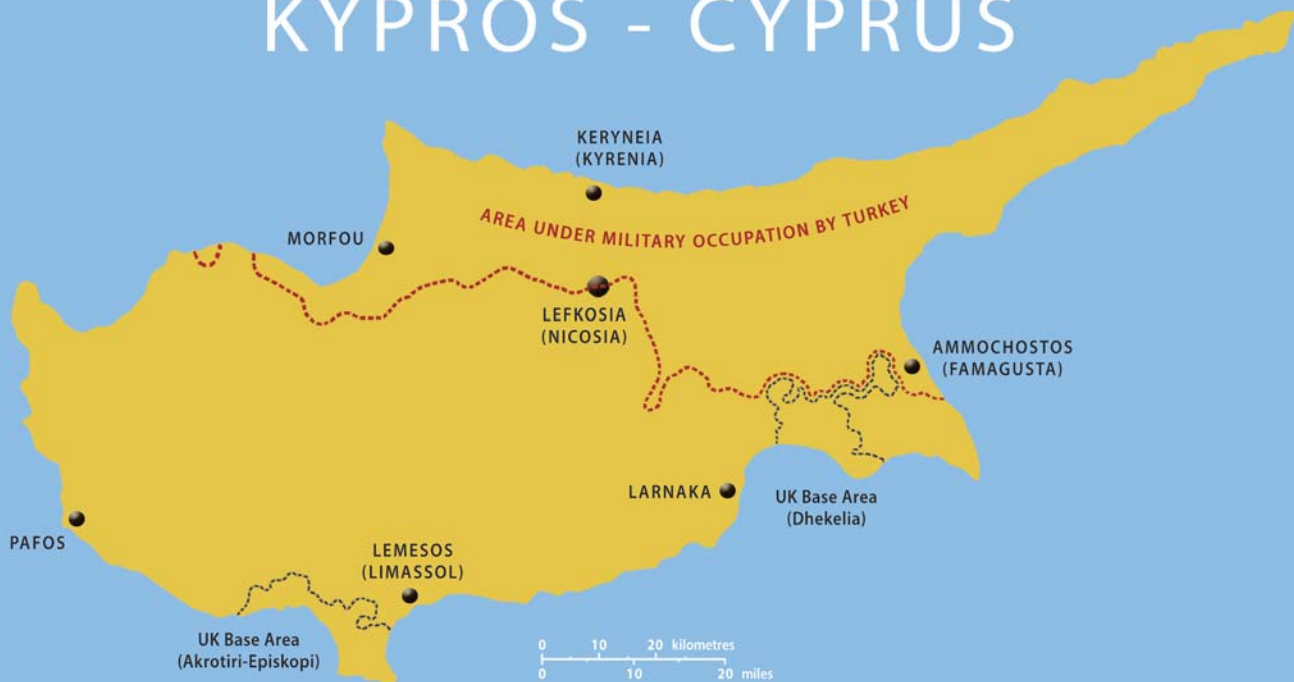 KYPROS - CYPRUS
KERYNEIA
(KYRENIA)
AREA UNDER MILITARY OCCUPATION BY TURKEY
MORFOU
LEFKOSIA
(NICOSIA)
AMMOCHOSTOS
(FAMAGUSTA)
LARNAKA
UK Base Area
(Dhekelia)
PAFOS
LEMESOS
(LIMASSOL)
UK Base Area
(Akrotiri-Episkopi)
0 10 20 kilometres
0 10 20 miles